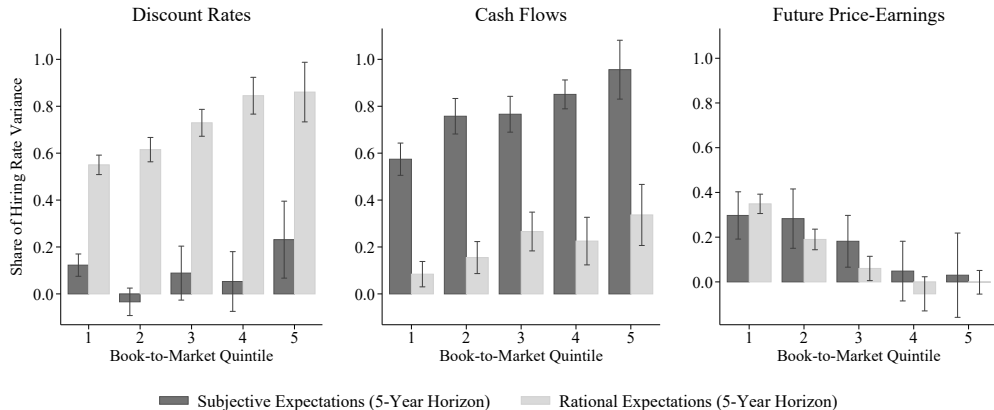 Discount Rates
Cash Flows
Future Price-Earnings
Share of Hiring Rate Variance
1.0
0.8
0.6
0.4
0.2
0.0
1 2 3 4 5
Book-to-Market Quintile
1.0
0.8
0.6
0.4
0.2
0.0
1 2 3 4 5
Book-to-Market Quintile
1.0
0.8
0.6
0.4
0.2
0.0
1 2 3 4 5
Book-to-Market Quintile
Subjective Expectations (5-Year Horizon)
Rational Expectations (5-Year Horizon)